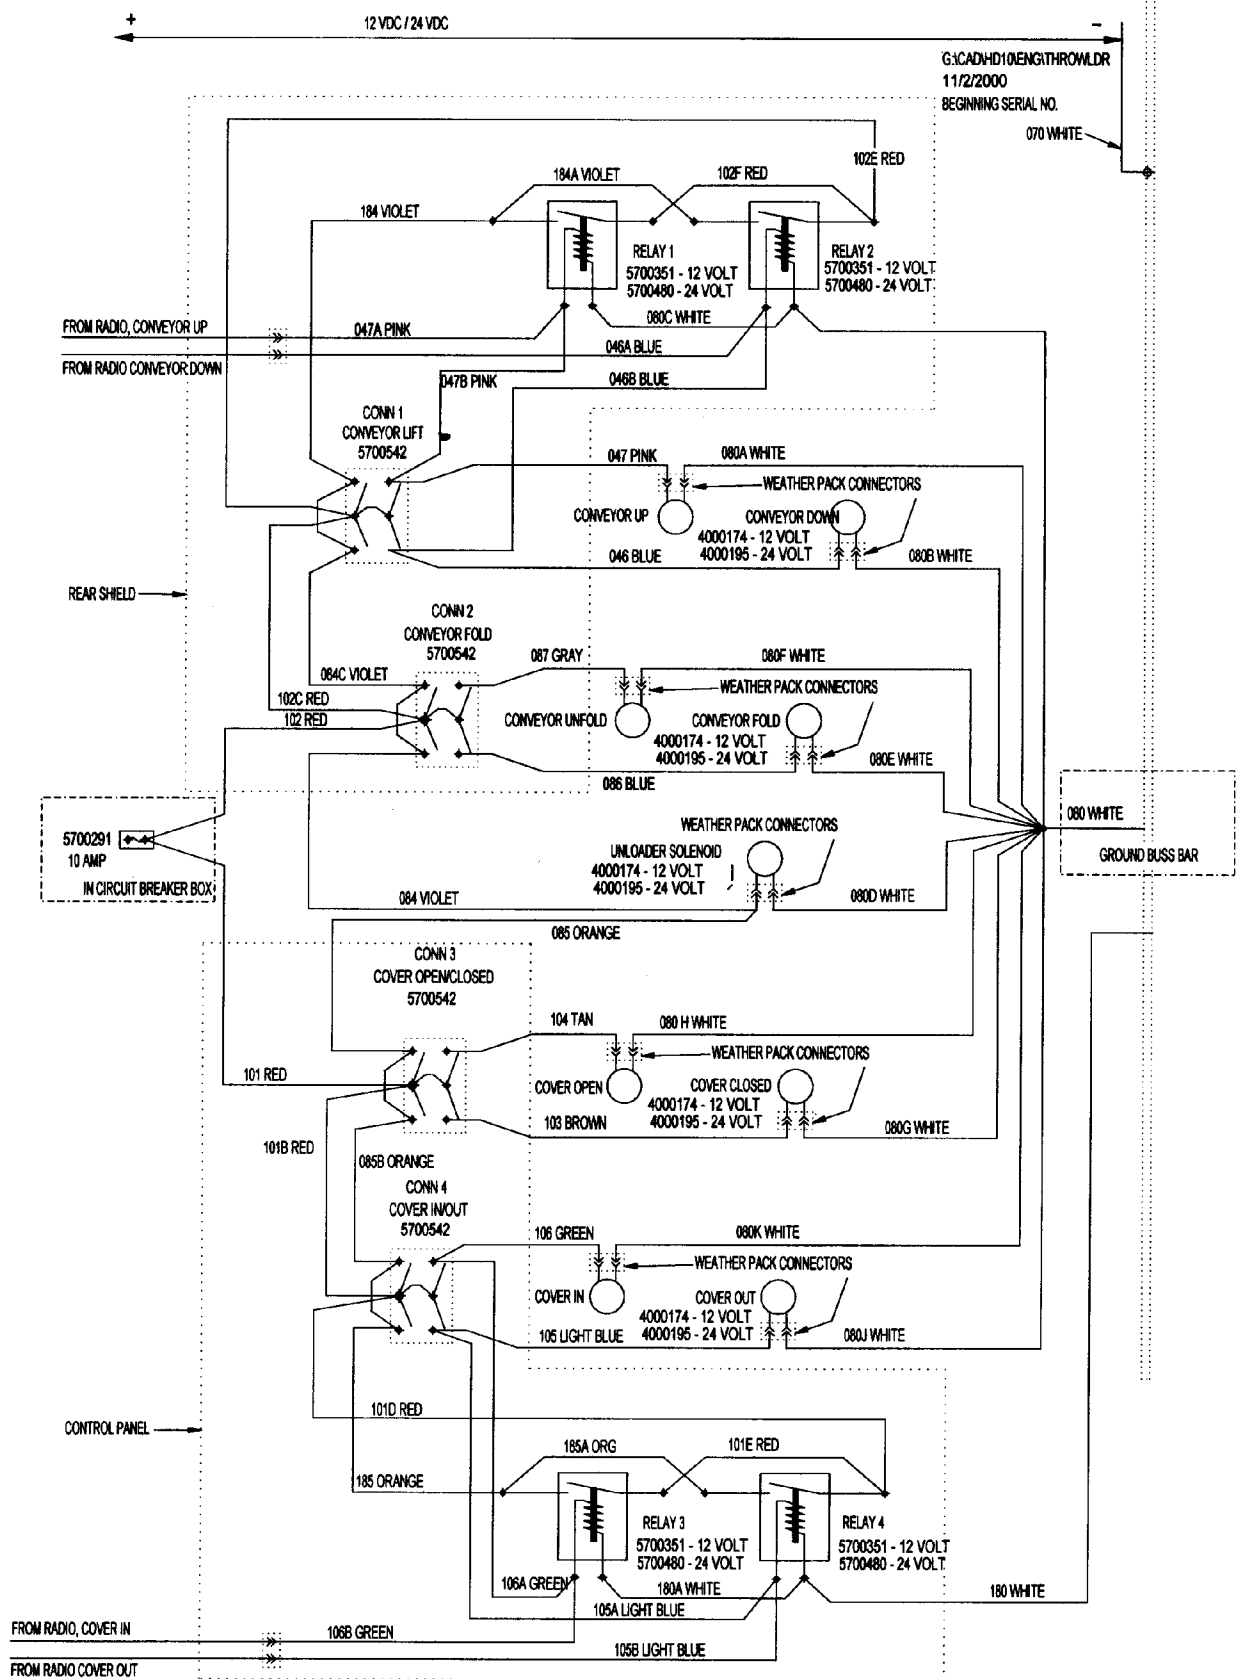 +
12 VDC / 24 VDC
–
G:\CAD\HD10\ENG\THROWLDR
11/2/2000
BEGINNING SERIAL NO.
070 WHITE
102E RED
184A VIOLET
102F RED
184 VIOLET
RELAY 1
5700351 - 12 VOLT
5700480 - 24 VOLT
RELAY 2
5700351 - 12 VOLT
5700480 - 24 VOLT
080C WHITE
FROM RADIO, CONVEYOR UP
047A PINK
046A BLUE
FROM RADIO CONVEYOR DOWN
047B PINK
046B BLUE
CONN 1
CONVEYOR LIFT
5700542
047 PINK
080A WHITE
WEATHER PACK CONNECTORS
CONVEYOR UP
CONVEYOR DOWN
4000174 - 12 VOLT
4000195 - 24 VOLT
046 BLUE
080B WHITE
REAR SHIELD
CONN 2
CONVEYOR FOLD
5700542
087 GRAY
080F WHITE
084C VIOLET
WEATHER PACK CONNECTORS
102C RED
102 RED
CONVEYOR UNFOLD
CONVEYOR FOLD
4000174 - 12 VOLT
4000195 - 24 VOLT
080E WHITE
086 BLUE
080 WHITE
WEATHER PACK CONNECTORS
5700291
10 AMP
IN CIRCUIT BREAKER BOX
UNLOADER SOLENOID
4000174 - 12 VOLT
4000195 - 24 VOLT
GROUND BUSS BAR
084 VIOLET
080D WHITE
085 ORANGE
CONN 3
COVER OPEN/CLOSED
5700542
104 TAN
080 H WHITE
WEATHER PACK CONNECTORS
101 RED
COVER OPEN
COVER CLOSED
4000174 - 12 VOLT
4000195 - 24 VOLT
103 BROWN
080G WHITE
101B RED
085B ORANGE
CONN 4
COVER IN/OUT
5700542
106 GREEN
080K WHITE
WEATHER PACK CONNECTORS
COVER IN
COVER OUT
4000174 - 12 VOLT
4000195 - 24 VOLT
105 LIGHT BLUE
080J WHITE
101D RED
CONTROL PANEL
185A ORG
101E RED
185 ORANGE
RELAY 3
5700351 - 12 VOLT
5700480 - 24 VOLT
RELAY 4
5700351 - 12 VOLT
5700480 - 24 VOLT
106A GREEN
180A WHITE
180 WHITE
105A LIGHT BLUE
FROM RADIO, COVER IN
106B GREEN
105B LIGHT BLUE
FROM RADIO COVER OUT